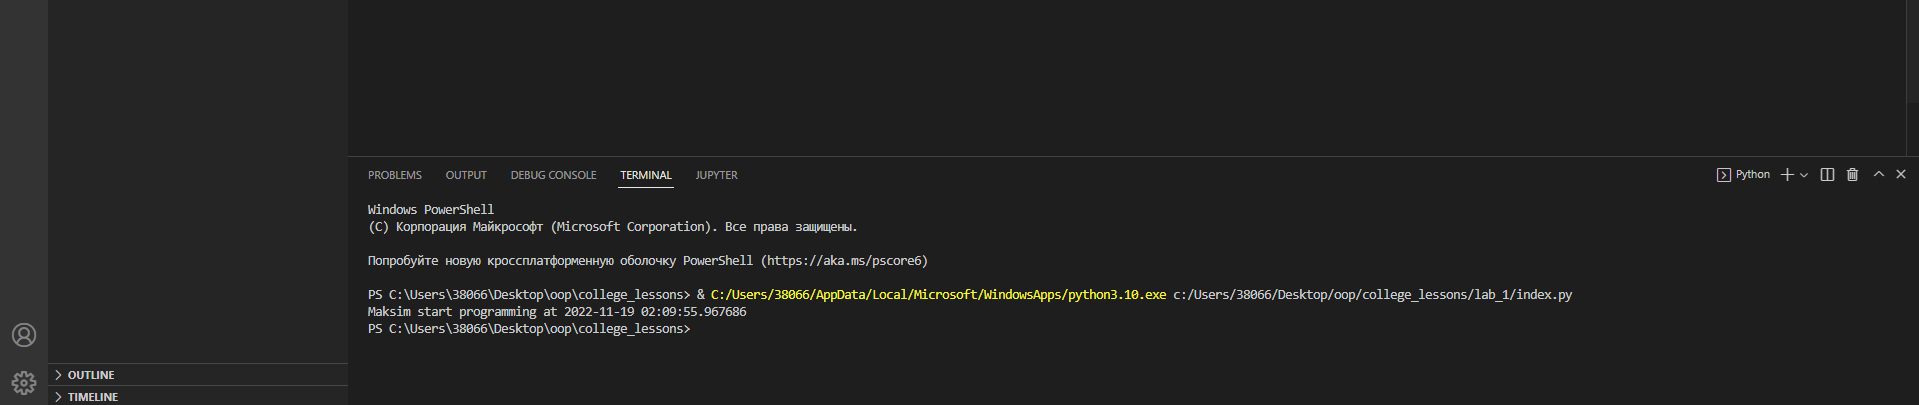 PROBLEMS OUTPUT DEBUG CONSOLE TERMINAL JUPYTER Python
Windows PowerShell
(C) Корпорация Майкрософт (Microsoft Corporation). Все права защищены.
Попробуйте новую кроссплатформенную оболочку PowerShell (https://aka.ms/pscore6)
PS C:\Users\38066\Desktop\oop\college_lessons> & C:/Users/38066/AppData/Local/Microsoft/WindowsApps/python3.10.exe c:/Users/38066/Desktop/oop/college_lessons/lab_1/index.py
Maksim start programming at 2022-11-19 02:09:55.967686
PS C:\Users\38066\Desktop\oop\college_lessons>
OUTLINE
TIMELINE